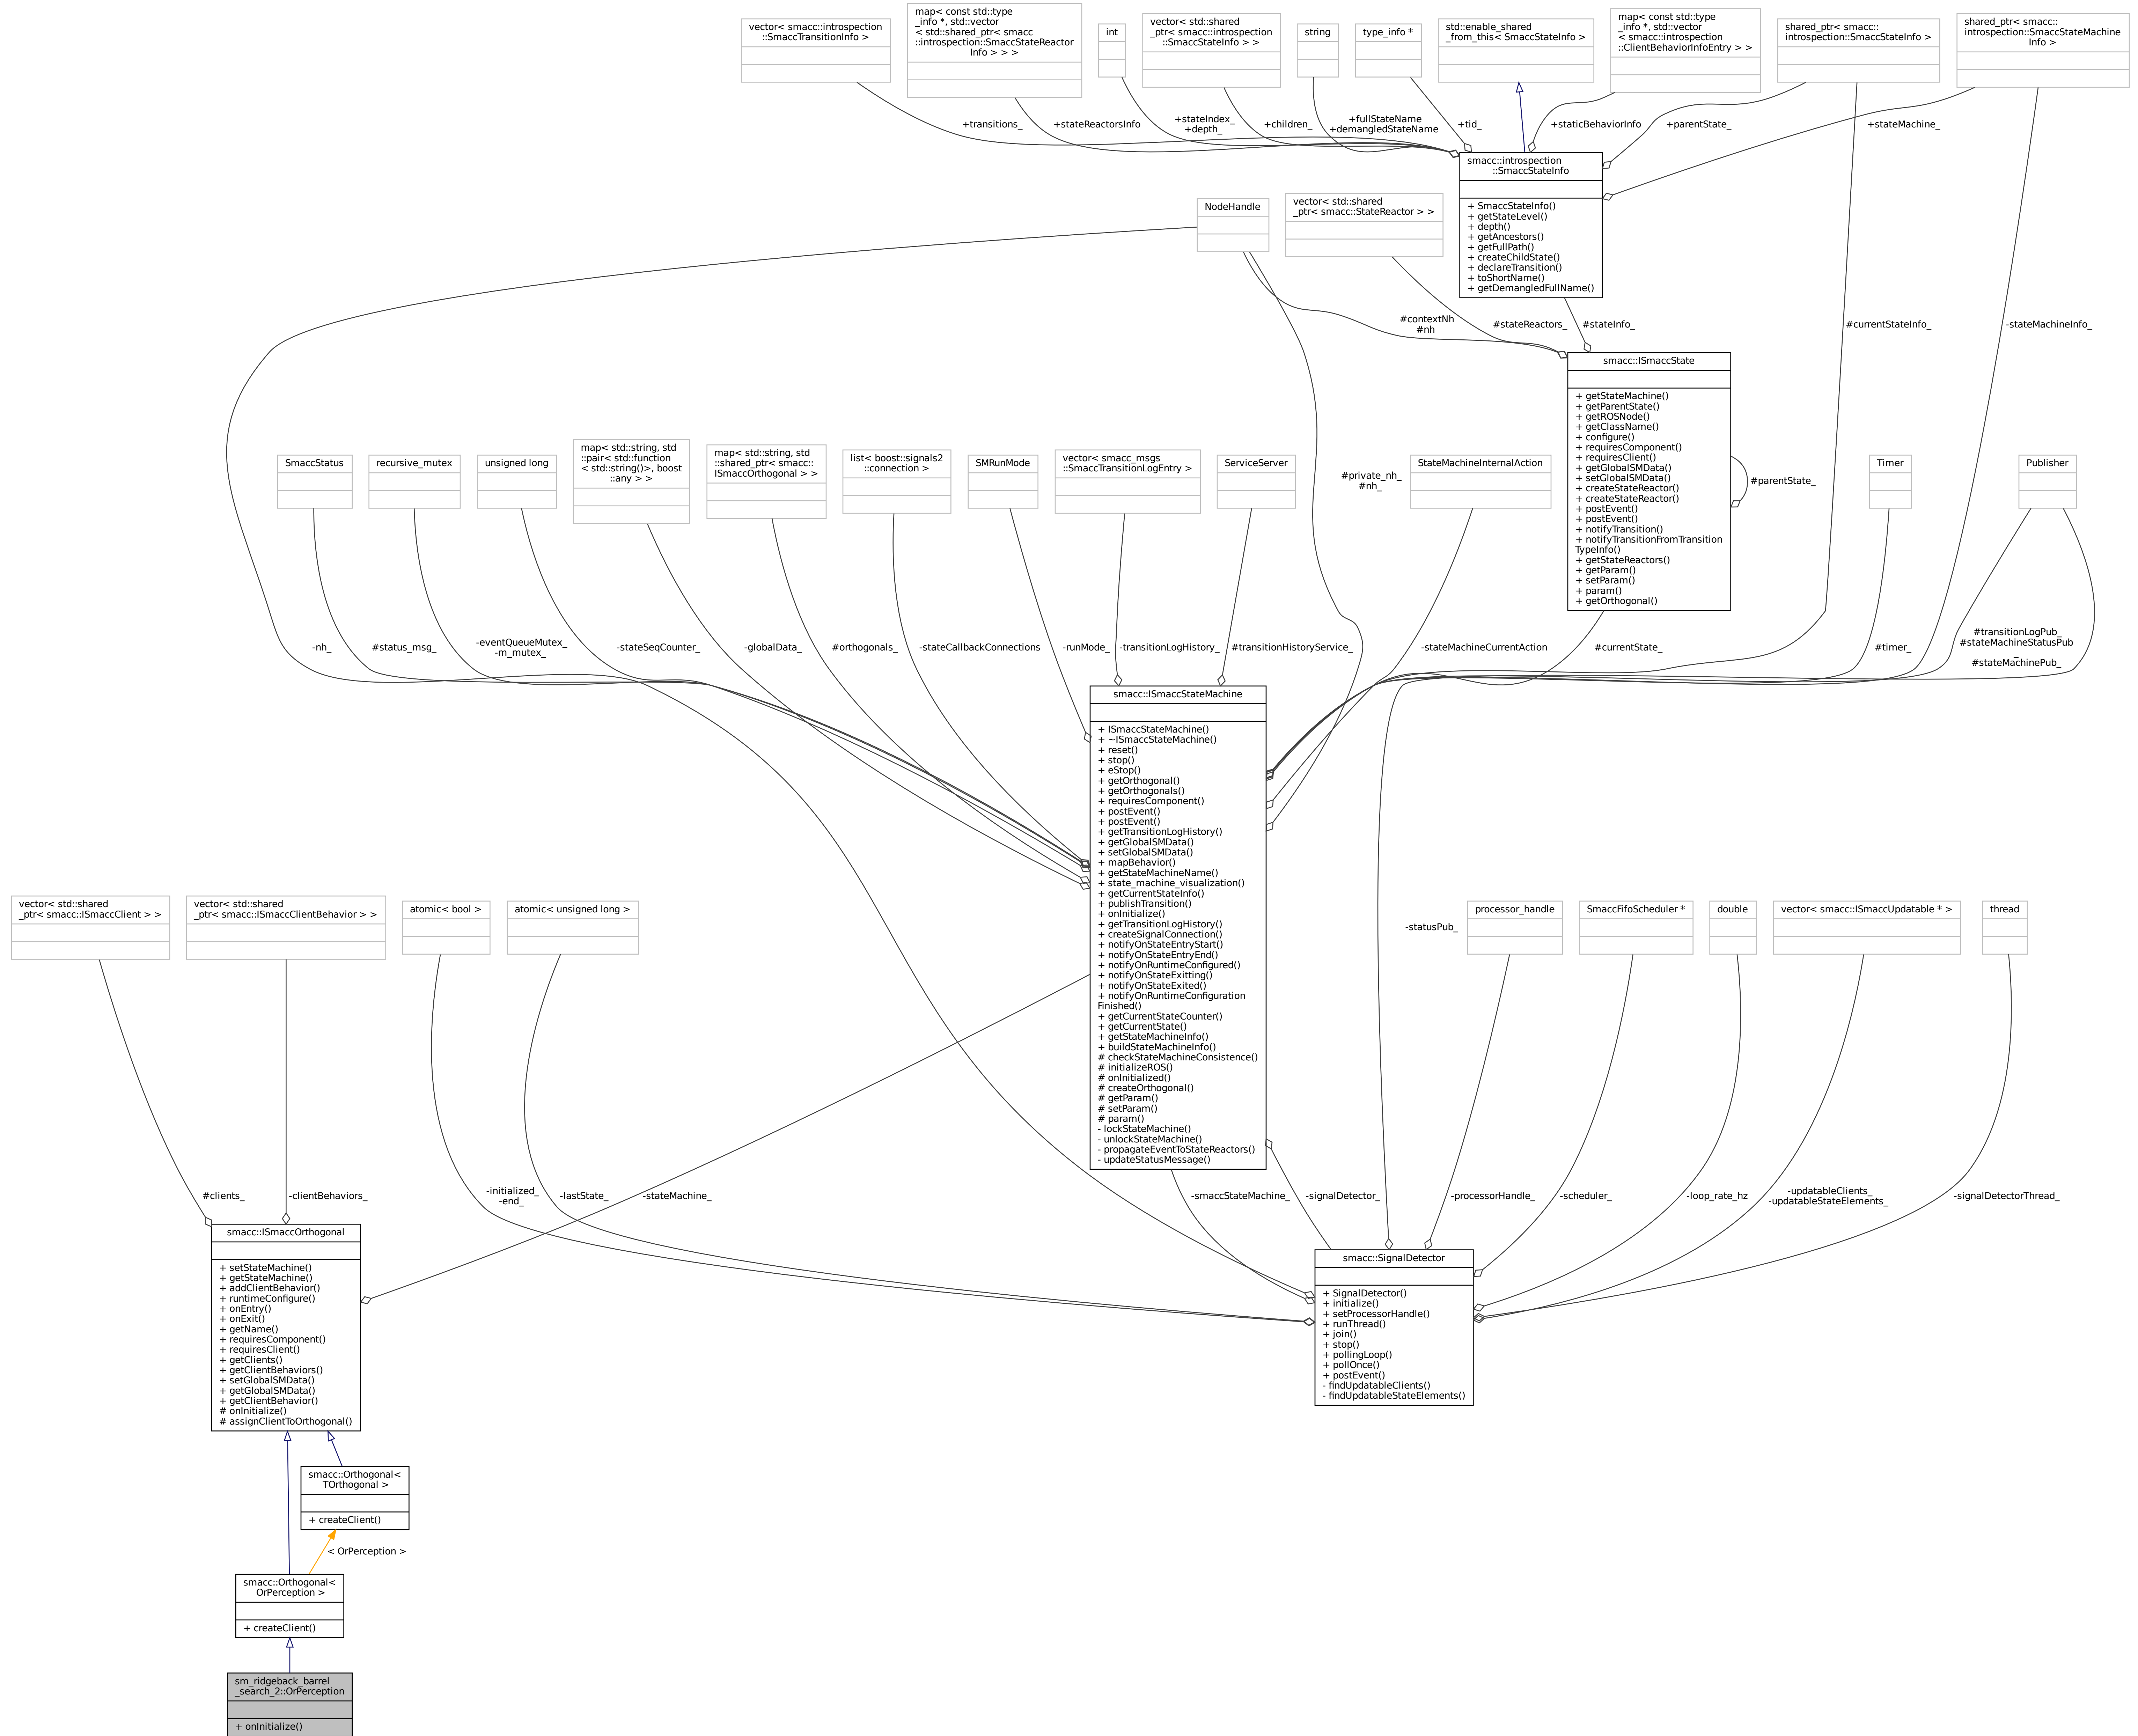 vector< smacc::introspection
::SmaccTransitionInfo >
map< const std::type
_info *, std::vector
< std::shared_ptr< smacc
::introspection::SmaccStateReactor
Info > > >
int
vector< std::shared
_ptr< smacc::introspection
::SmaccStateInfo > >
string
type_info *
std::enable_shared
_from_this< SmaccStateInfo >
map< const std::type
_info *, std::vector
< smacc::introspection
::ClientBehaviorInfoEntry > >
shared_ptr< smacc::
introspection::SmaccStateInfo >
shared_ptr< smacc::
introspection::SmaccStateMachine
Info >
+transitions_
+stateReactorsInfo
+stateIndex_
+depth_
+children_
+fullStateName
+demangledStateName
+tid_
+staticBehaviorInfo
+parentState_
+stateMachine_
smacc::introspection
::SmaccStateInfo
+ SmaccStateInfo()
+ getStateLevel()
+ depth()
+ getAncestors()
+ getFullPath()
+ createChildState()
+ declareTransition()
+ toShortName()
+ getDemangledFullName()
NodeHandle
vector< std::shared
_ptr< smacc::StateReactor > >
#contextNh
#nh
#stateReactors_
#stateInfo_
#currentStateInfo_
-stateMachineInfo_
smacc::ISmaccState
+ getStateMachine()
+ getParentState()
+ getROSNode()
+ getClassName()
+ configure()
+ requiresComponent()
+ requiresClient()
+ getGlobalSMData()
+ setGlobalSMData()
+ createStateReactor()
+ createStateReactor()
+ postEvent()
+ postEvent()
+ notifyTransition()
+ notifyTransitionFromTransition
TypeInfo()
+ getStateReactors()
+ getParam()
+ setParam()
+ param()
+ getOrthogonal()
#parentState_
SmaccStatus
recursive_mutex
unsigned long
map< std::string, std
::pair< std::function
< std::string()>, boost
::any > >
map< std::string, std
::shared_ptr< smacc::
ISmaccOrthogonal > >
list< boost::signals2
::connection >
SMRunMode
vector< smacc_msgs
::SmaccTransitionLogEntry >
ServiceServer
#private_nh_
#nh_
StateMachineInternalAction
Timer
Publisher
-nh_
#status_msg_
-eventQueueMutex_
-m_mutex_
-stateSeqCounter_
-globalData_
#orthogonals_
-stateCallbackConnections
-runMode_
-transitionLogHistory_
#transitionHistoryService_
-stateMachineCurrentAction
#currentState_
#timer_
#transitionLogPub_
#stateMachineStatusPub
_
#stateMachinePub_
smacc::ISmaccStateMachine
+ ISmaccStateMachine()
+ ~ISmaccStateMachine()
+ reset()
+ stop()
+ eStop()
+ getOrthogonal()
+ getOrthogonals()
+ requiresComponent()
+ postEvent()
+ postEvent()
+ getTransitionLogHistory()
+ getGlobalSMData()
+ setGlobalSMData()
+ mapBehavior()
+ getStateMachineName()
+ state_machine_visualization()
+ getCurrentStateInfo()
+ publishTransition()
+ onInitialize()
+ getTransitionLogHistory()
+ createSignalConnection()
+ notifyOnStateEntryStart()
+ notifyOnStateEntryEnd()
+ notifyOnRuntimeConfigured()
+ notifyOnStateExitting()
+ notifyOnStateExited()
+ notifyOnRuntimeConfiguration
Finished()
+ getCurrentStateCounter()
+ getCurrentState()
+ getStateMachineInfo()
+ buildStateMachineInfo()
# checkStateMachineConsistence()
# initializeROS()
# onInitialized()
# createOrthogonal()
# getParam()
# setParam()
# param()
- lockStateMachine()
- unlockStateMachine()
- propagateEventToStateReactors()
- updateStatusMessage()
vector< std::shared
_ptr< smacc::ISmaccClient > >
vector< std::shared
_ptr< smacc::ISmaccClientBehavior > >
atomic< bool >
atomic< unsigned long >
-statusPub_
processor_handle
SmaccFifoScheduler *
double
vector< smacc::ISmaccUpdatable * >
thread
#clients_
-clientBehaviors_
-initialized_
-end_
-lastState_
-stateMachine_
-smaccStateMachine_
-signalDetector_
-processorHandle_
-scheduler_
-loop_rate_hz
-updatableClients_
-updatableStateElements_
-signalDetectorThread_
smacc::ISmaccOrthogonal
+ setStateMachine()
+ getStateMachine()
+ addClientBehavior()
+ runtimeConfigure()
+ onEntry()
+ onExit()
+ getName()
+ requiresComponent()
+ requiresClient()
+ getClients()
+ getClientBehaviors()
+ setGlobalSMData()
+ getGlobalSMData()
+ getClientBehavior()
# onInitialize()
# assignClientToOrthogonal()
smacc::SignalDetector
+ SignalDetector()
+ initialize()
+ setProcessorHandle()
+ runThread()
+ join()
+ stop()
+ pollingLoop()
+ pollOnce()
+ postEvent()
- findUpdatableClients()
- findUpdatableStateElements()
smacc::Orthogonal<
TOrthogonal >
+ createClient()
< OrPerception >
smacc::Orthogonal<
OrPerception >
+ createClient()
sm_ridgeback_barrel
_search_2::OrPerception
+ onInitialize()